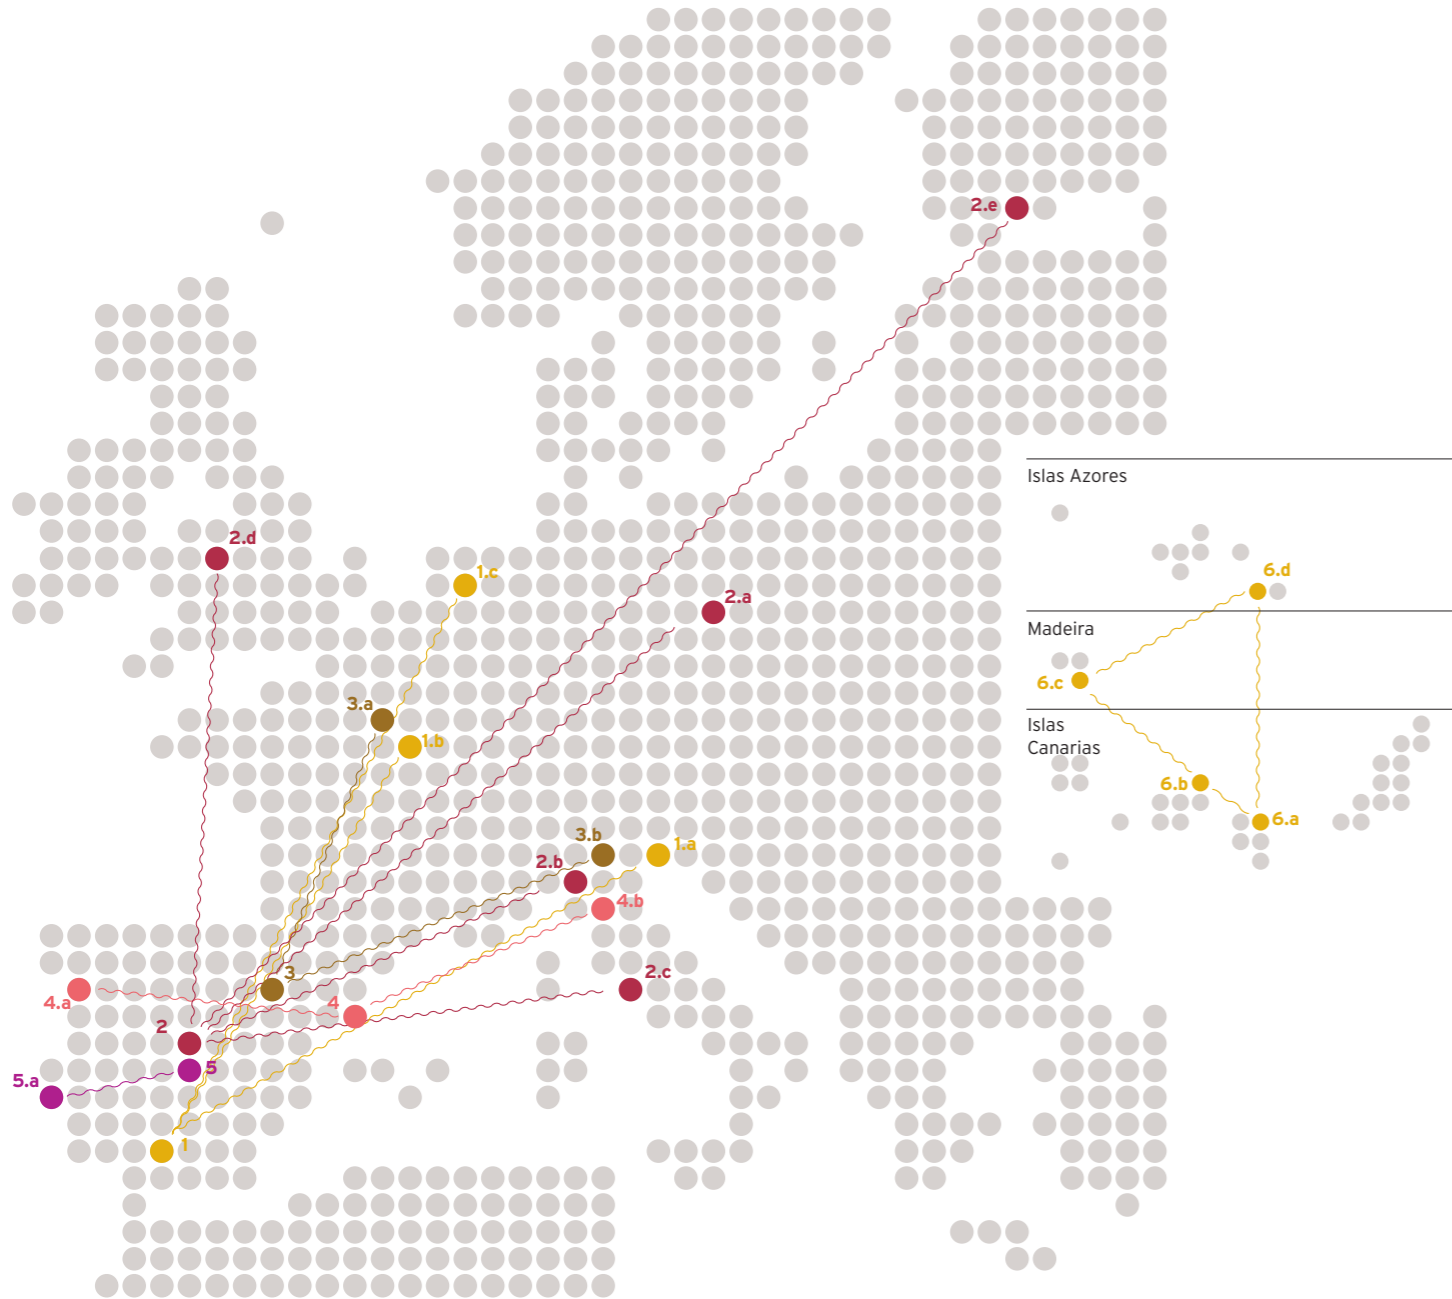 2.e
Islas Azores
2.d
1.c
6.d
2.a
Madeira
6.c
3.a
Islas
Canarias
1.b
6.b
6.a
3.b
1.a
2.b
4.b
3
2.c
4.a
4
2
5
5.a
1